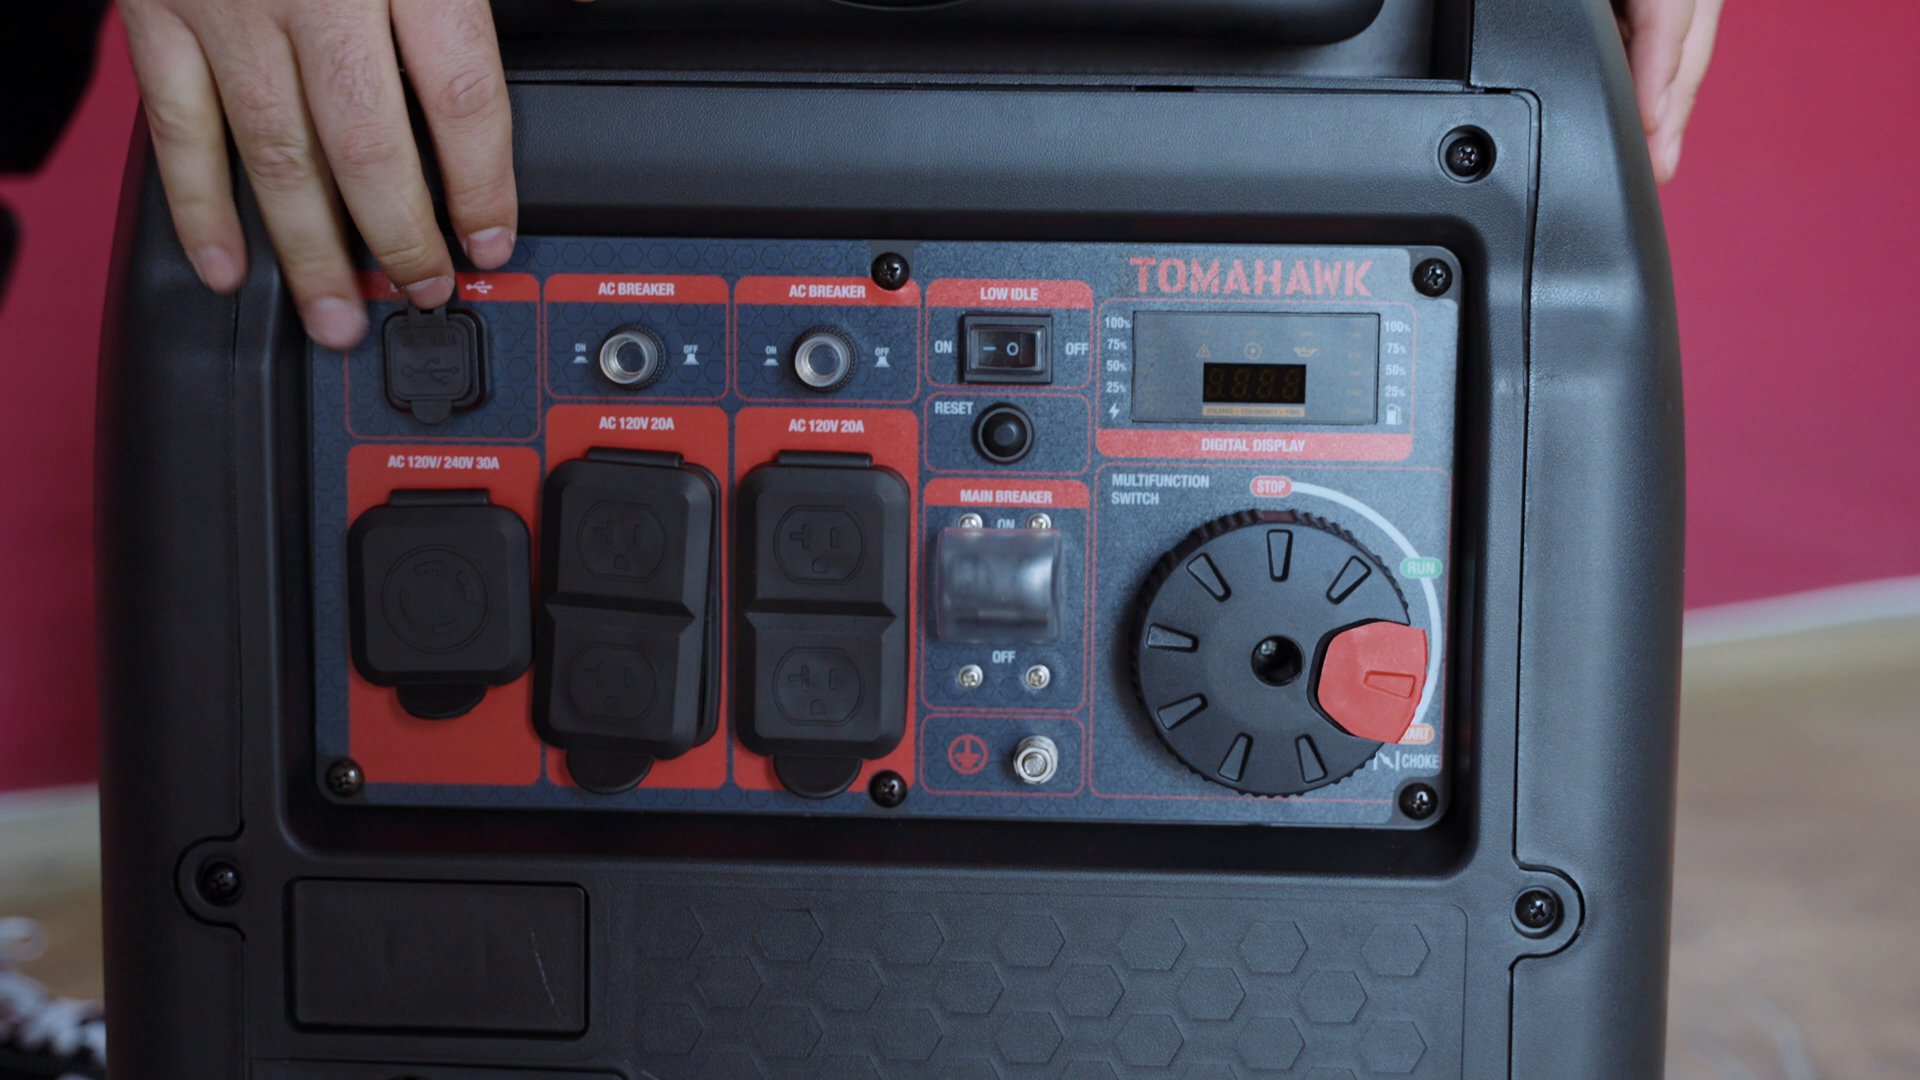 AC BREAKER
ON
OFF
AC BREAKER
ON
OFF
LOW IDLE
ON
OFF
TOMAHAWK
100%
75%
50%
25%
100%
75%
50%
25%
DIGITAL DISPLAY
RESET
AC 120V/ 240V 30A
AC 120V 20A
AC 120V 20A
MAIN BREAKER
ON
OFF
MULTIFUNCTION
SWITCH
STOP
RUN
CHOKE